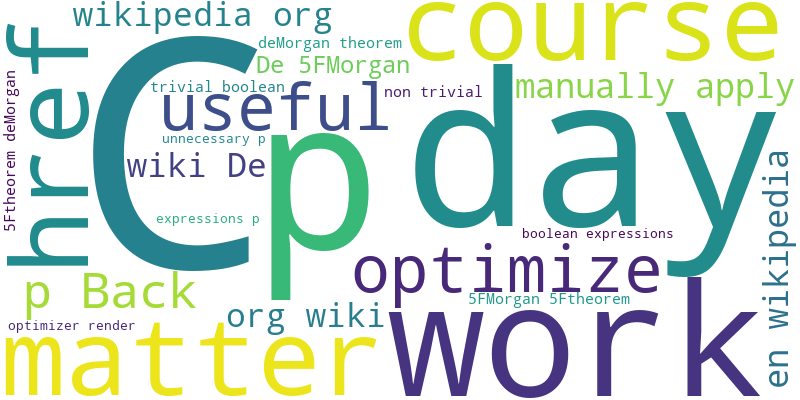 wikipedia org
course
deMorgan theorem
De 5FMorgan
href
C
trivial boolean
useful
non trivial
manually apply
5Ftheorem deMorgan
unnecessary p
p
day
wiki De
en wikipedia
expressions p
boolean expressions
optimize
p Back
5FMorgan 5Ftheorem
org wiki
work
optimizer render
matter